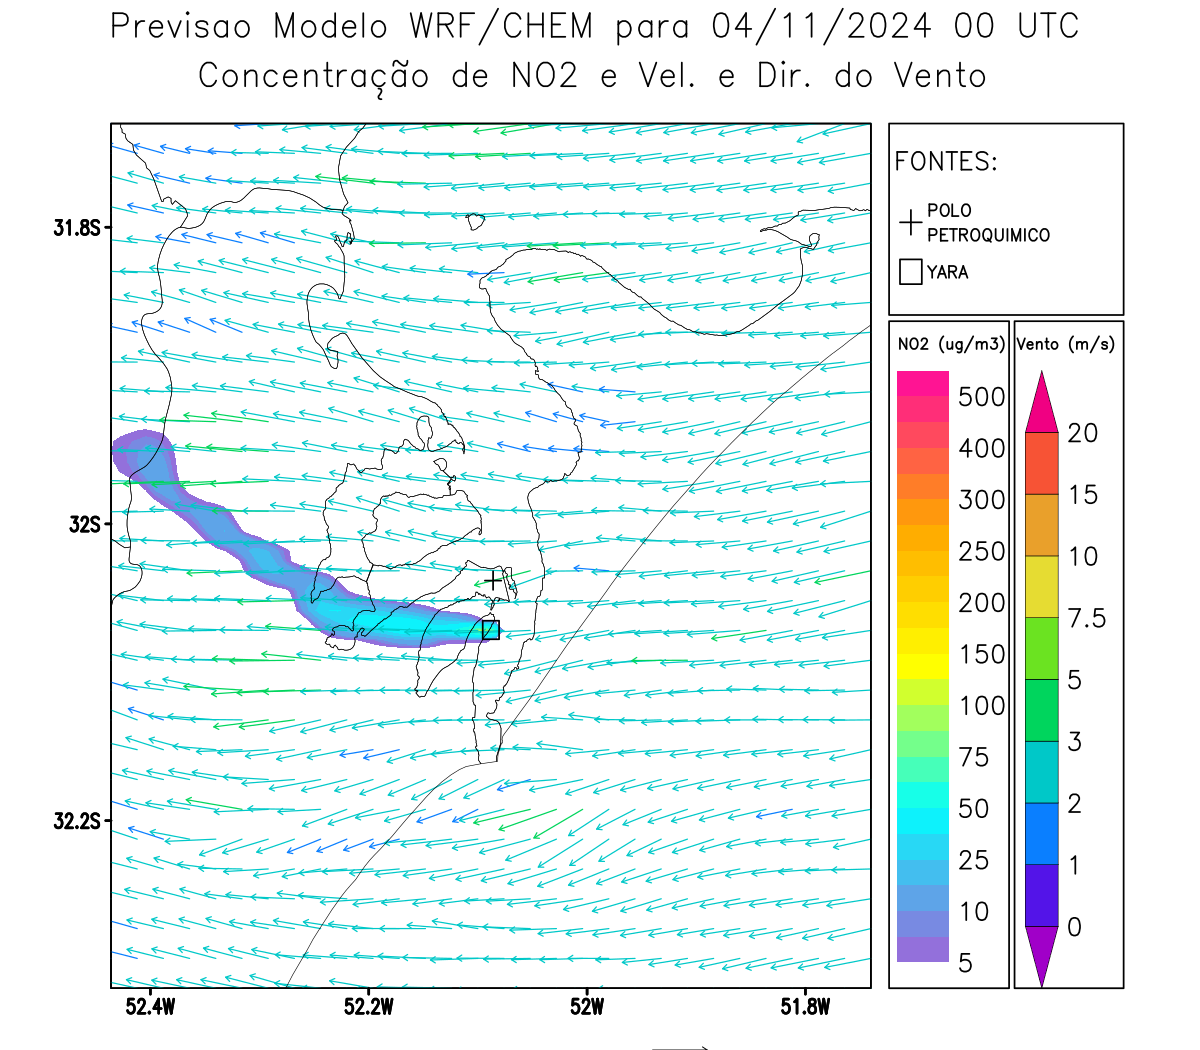 Previsao Modelo WRF/CHEM para 04/11/2024 00 UTC
Concentração de NO2 e Vel. e Dir. do Vento
FONTES:
POLO
PETROQUIMICO
YARA
NO2 (ug/m3)
500
400
300
250
200
150
100
75
50
25
10
5
Vento (m/s)
20
15
10
7.5
5
3
2
1
0
31.8S
32S
32.2S
52.4W
52.2W
52W
51.8W